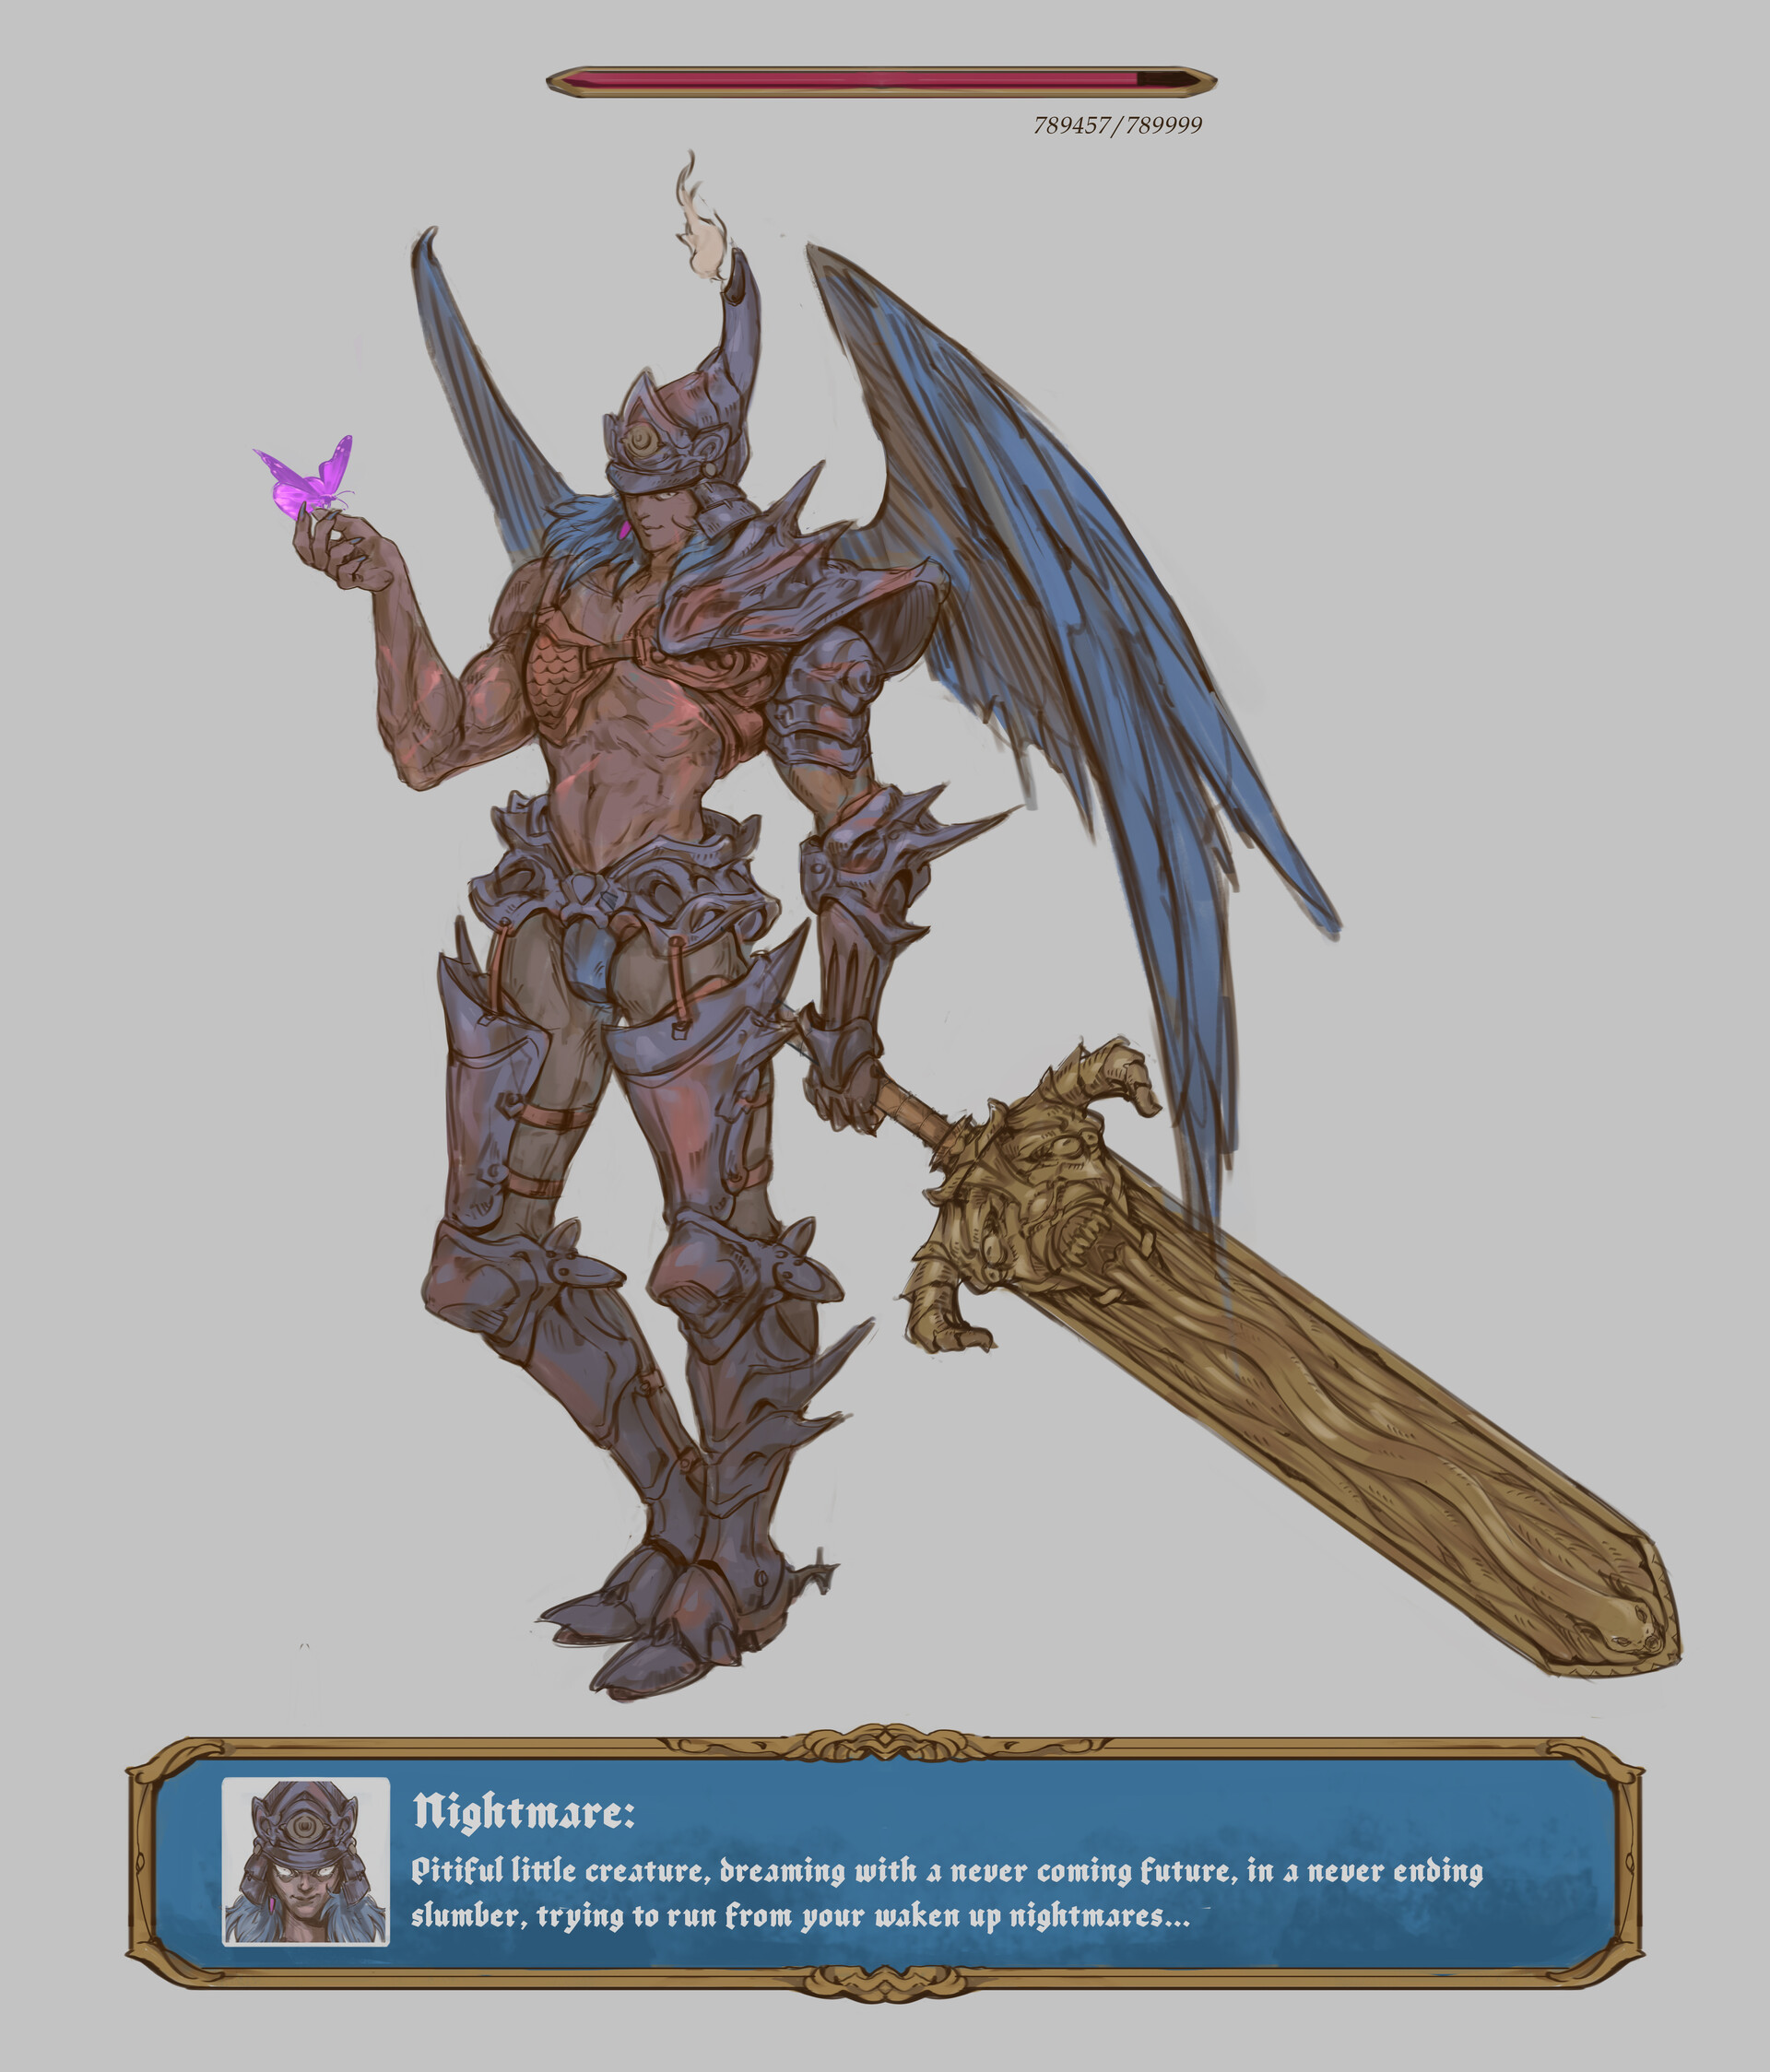 789457/789999
Nightmare:
Pitiful little creature, dreaming with a never coming future, in a never ending
slumber, trying to run from your waken up nightmares...